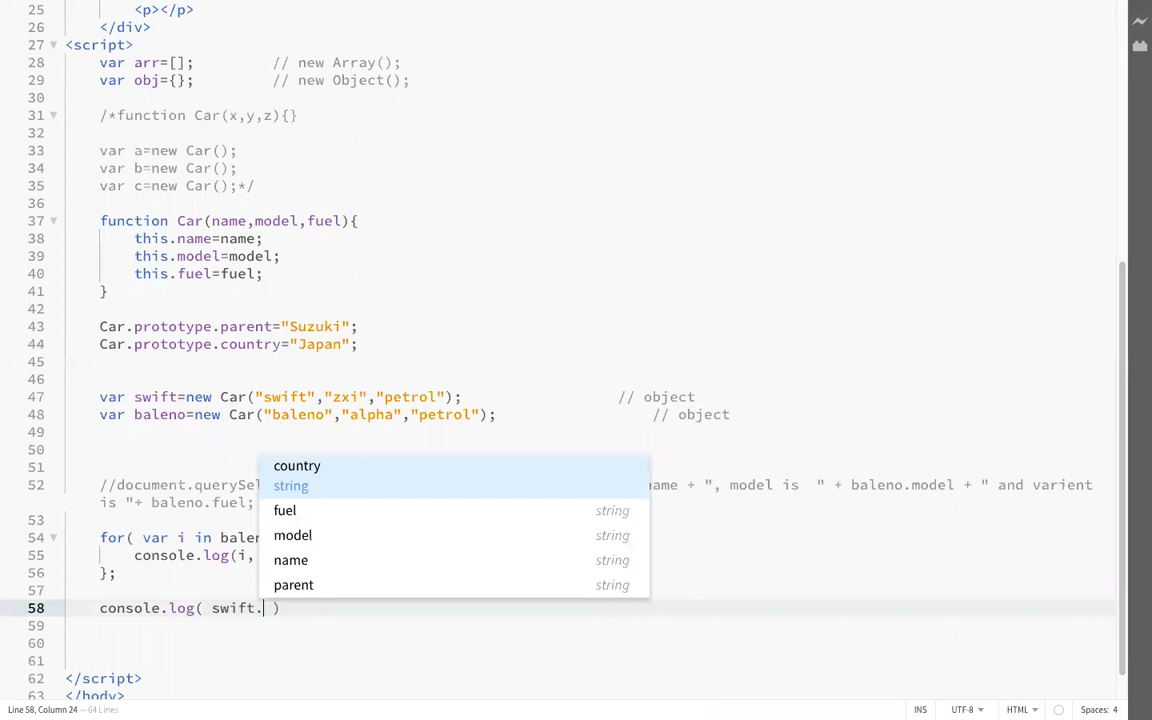 25 <p></p>
26 </div>
27 <script>
28 var arr=[]; // new Array();
29 var obj={}; // new Object();
30
31 /*function Car(x,y,z){}
32
33 var a=new Car();
34 var b=new Car();
35 var c=new Car();*/
36
37 function Car(name,model,fuel){
38 this.name=name;
39 this.model=model;
40 this.fuel=fuel;
41 }
42
43 Car.prototype.parent="Suzuki";
44 Car.prototype.country="Japan";
45
46
47 var swift=new Car("swift","zxi","petrol"); // object
48 var baleno=new Car("baleno","alpha","petrol"); // object
49
50
51
country
52 //document.querySel name + ", model is " + baleno.model + " and varient
string
is "+ baleno.fuel;
fuel string
53
54 for( var i in balen
model string
55 console.log(i,
name string
56 };
57
parent string
58 console.log( swift. )
59
60
61
62 </script>
63 </body>
Line 58, Column 24 — 64 Lines INS UTF-8 HTML Spaces: 4